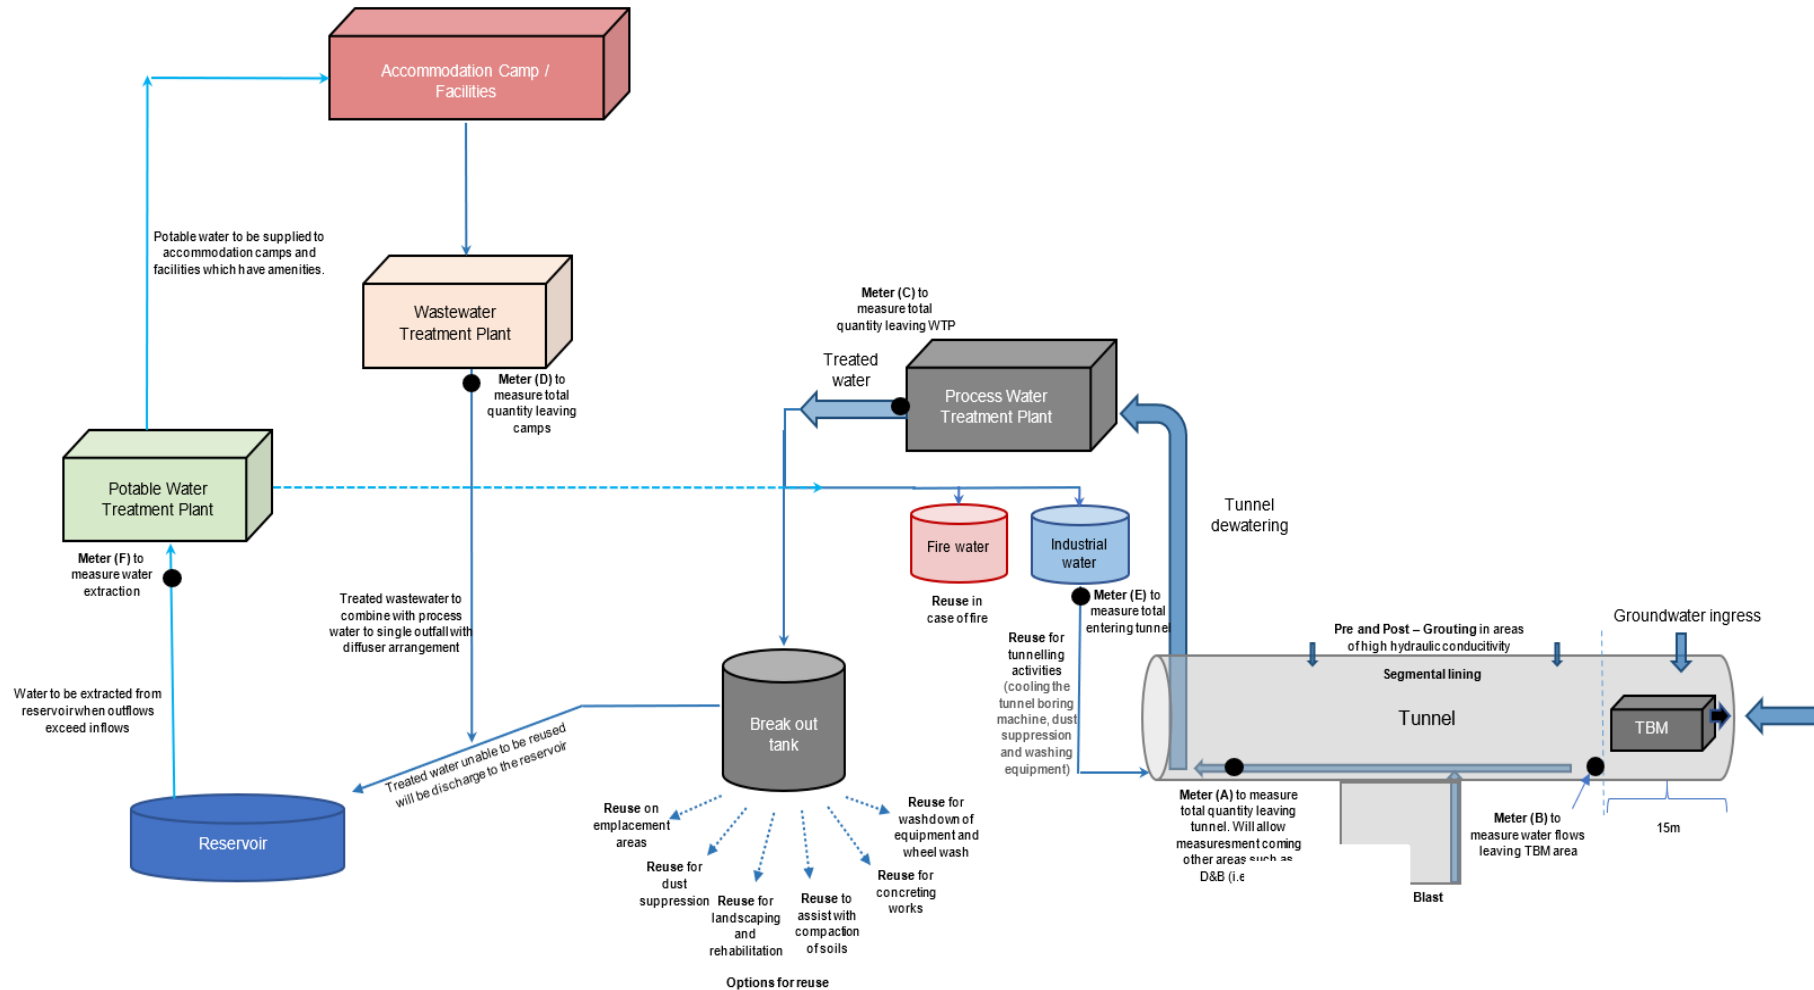 Accommodation Camp /
Facilities
Potable water to be supplied to
accommodation camps and
facilities which have amenities.
Wastewater
Treatment Plant
Meter (D) to
measure total
quantity leaving
camps
Meter (C) to
measure total
quantity leaving WTP
Treated
water
Process Water
Treatment Plant
Potable Water
Treatment Plant
Meter (F) to
measure water
extraction
Tunnel
dewatering
Fire water
Reuse in
case of fire
Industrial
water
Meter (E) to
measure total
entering tunnel
Treated wastewater to
combine with process
water to single outfall with
diffuser arrangement
Reuse for
tunnelling
activities
(cooling the
tunnel boring
machine, dust
suppression
and washing
equipment)
Groundwater ingress
Pre and Post – Grouting in areas
of high hydraulic conducitivity
Segmental lining
Tunnel
TBM
Water to be extracted from
reservoir when outflows
exceed inflows
Break out
tank
Treated water unable to be reused
will be discharge to the reservoir
Reservoir
Meter (A) to measure
total quantity leaving
tunnel. Will allow
measuresment coming
other areas such as
D&B (i.e
Meter (B) to
measure water flows
leaving TBM area
15m
Blast
Reuse on
emplacement
areas
Reuse for
dust
suppression
Reuse for
landscaping
and
rehabilitation
Reuse to
assist with
compaction
of soils
Reuse for
concreting
works
Reuse for
washdown of
equipment and
wheel wash
Options for reuse